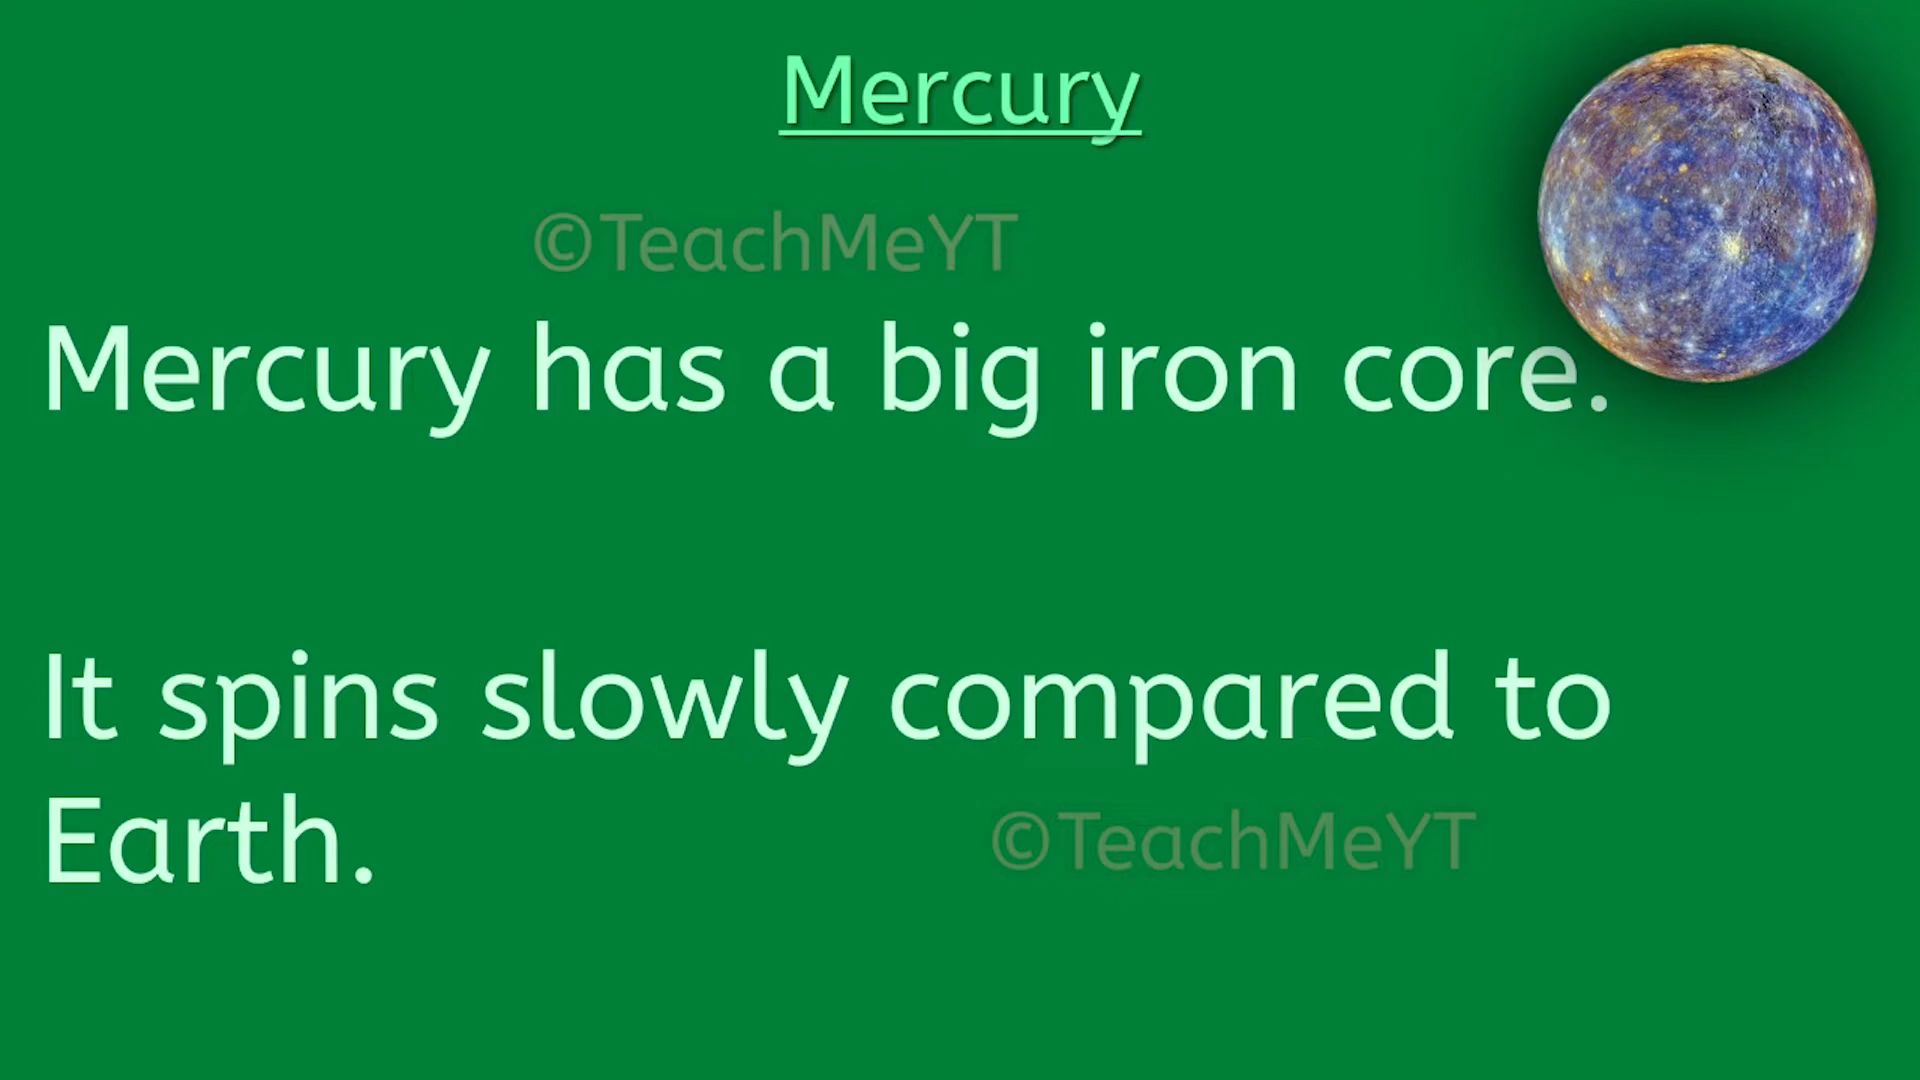 Mercury
©TeachMeYT
Mercury has a big iron core.
It spins slowly compared to
Earth.
©TeachMeYT